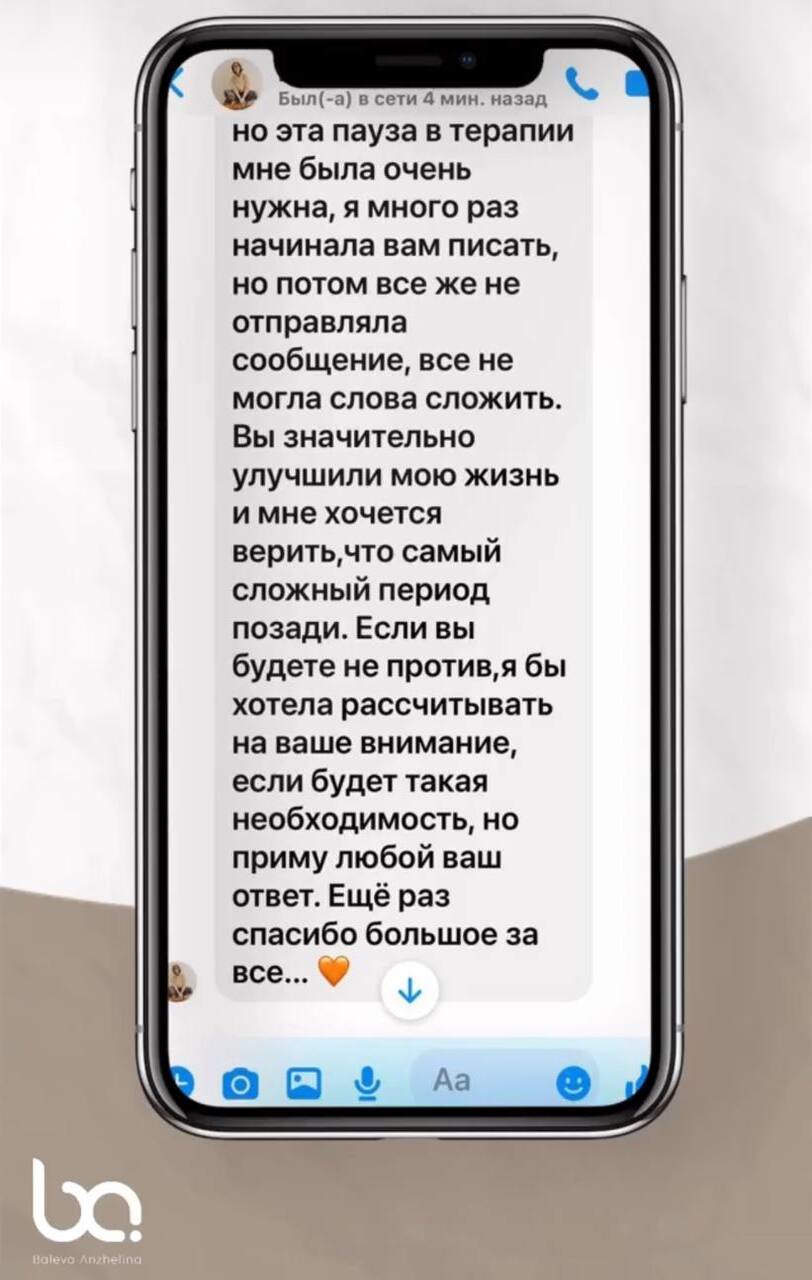 Был(-а) в сети 4 мин. назад
но эта пауза в терапии
мне была очень
нужна, я много раз
начинала вам писать,
но потом все же не
отправляла
сообщение, все не
могла слова сложить.
Вы значительно
улучшили мою жизнь
и мне хочется
верить,что самый
сложный период
позади. Если вы
будете не против,я бы
хотела рассчитывать
на ваше внимание,
если будет такая
необходимость, но
приму любой ваш
ответ. Ещё раз
спасибо большое за
все... 🧡
Aa
ba
Balevo Anzhelina